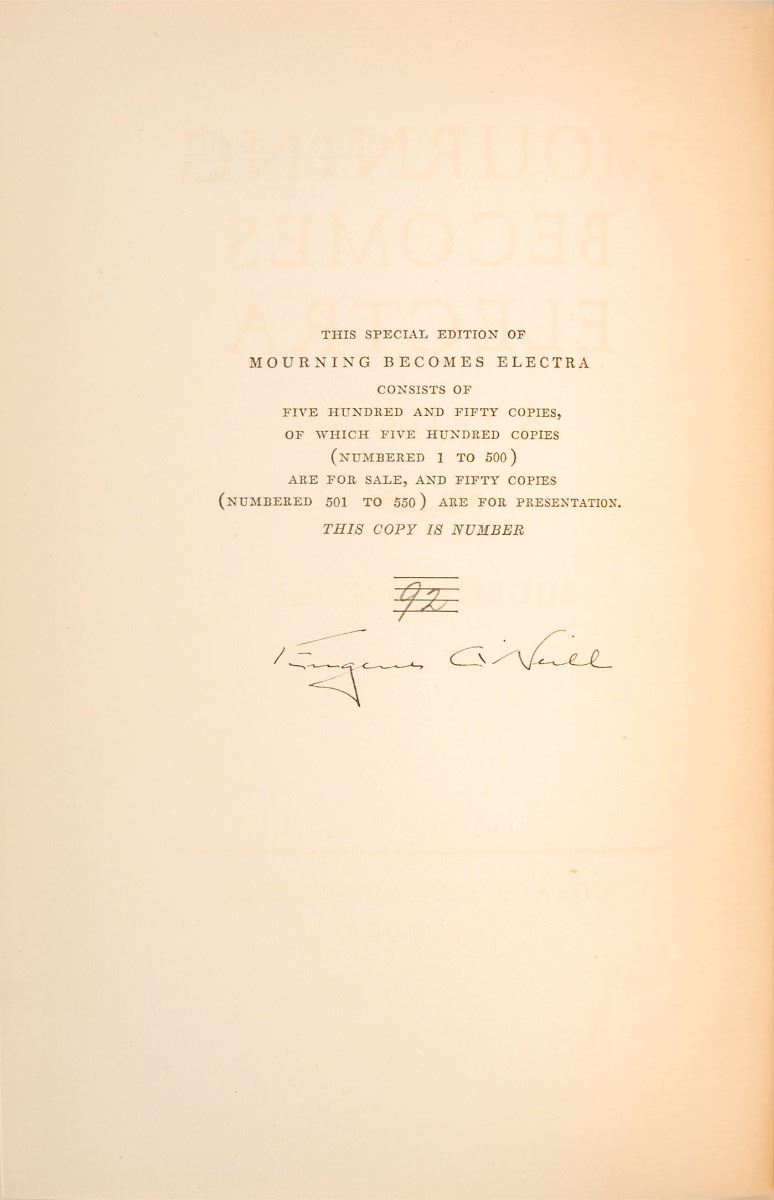 THIS SPECIAL EDITION OF
MOURNING BECOMES ELECTRA
CONSISTS OF
FIVE HUNDRED AND FIFTY COPIES,
OF WHICH FIVE HUNDRED COPIES
(NUMBERED 1 TO 500)
ARE FOR SALE, AND FIFTY COPIES
(NUMBERED 501 TO 550) ARE FOR PRESENTATION.
THIS COPY IS NUMBER
92
Eugene O'Neill